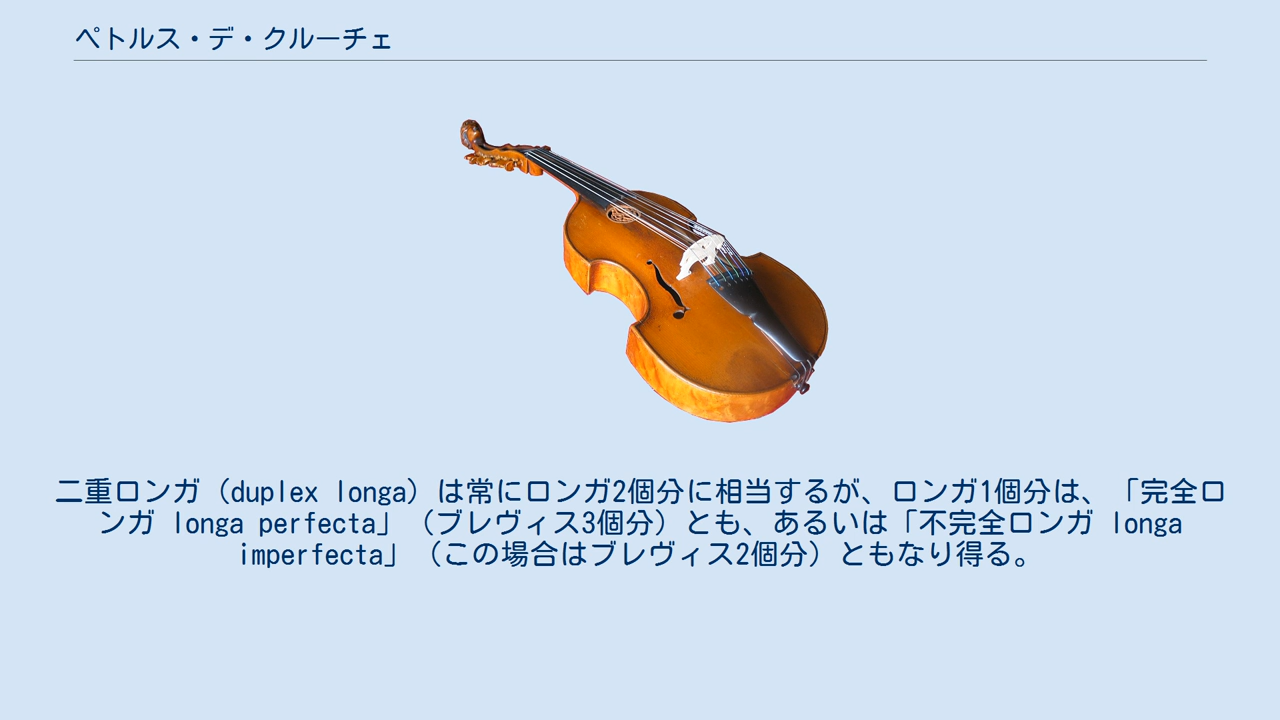 ペトルス・デ・クルーチェ
二重ロンガ（duplex longa）は常にロンガ2個分に相当するが、ロンガ1個分は、「完全ロ
ンガ longa perfecta」（ブレヴィス3個分）とも、あるいは「不完全ロンガ longa
imperfecta」（この場合はブレヴィス2個分）ともなり得る。